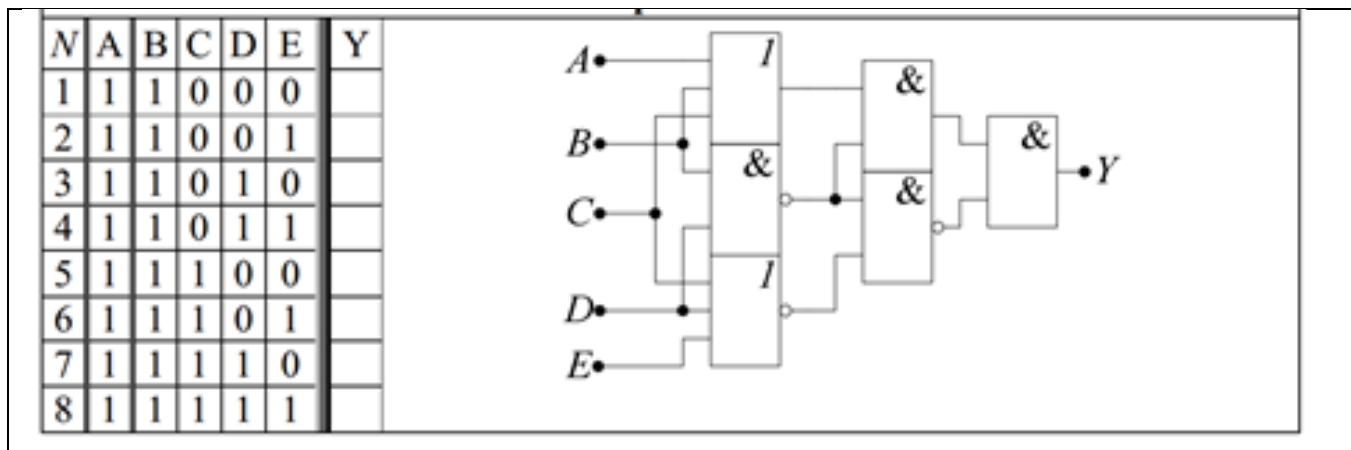 N A B C D E Y
1 1 1 0 0 0
2 1 1 0 0 1
3 1 1 0 1 0
4 1 1 0 1 1
5 1 1 1 0 0
6 1 1 1 0 1
7 1 1 1 1 0
8 1 1 1 1 1
A 1 &
B & & Y
C &
D 1
E